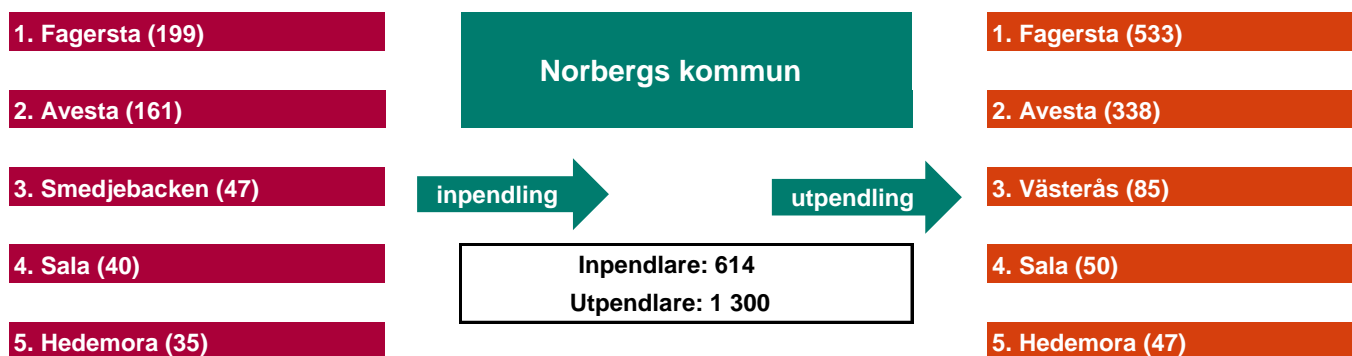 1. Fagersta (199)
2. Avesta (161)
3. Smedjebacken (47)
4. Sala (40)
5. Hedemora (35)
inpendling
Norbergs kommun
Inpendlare: 614
Utpendlare: 1 300
utpendling
1. Fagersta (533)
2. Avesta (338)
3. Västerås (85)
4. Sala (50)
5. Hedemora (47)